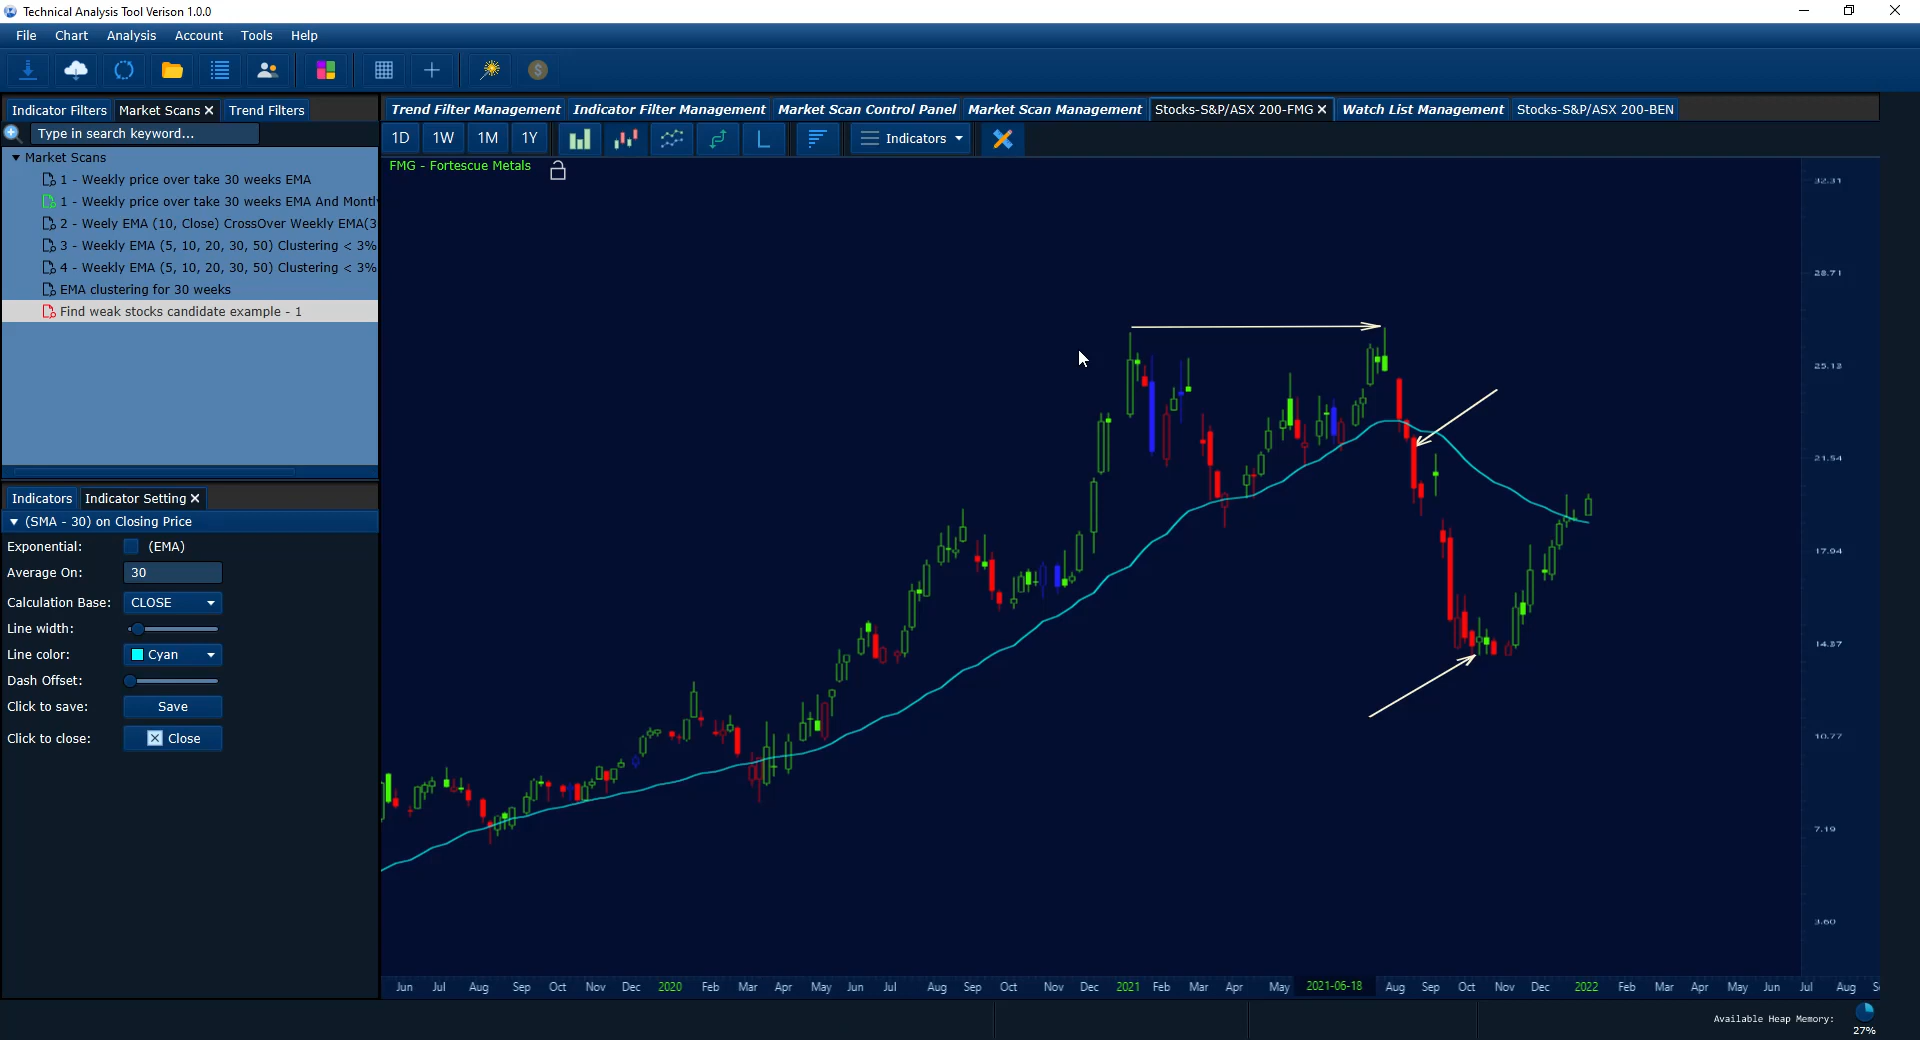 Technical Analysis Tool Verison 1.0.0
File Chart Analysis Account Tools Help
Indicator Filters Market Scans Trend Filters
Type in search keyword...
Market Scans
1 - Weekly price over take 30 weeks EMA
1 - Weekly price over take 30 weeks EMA And Montl
2 - Weely EMA (10, Close) CrossOver Weekly EMA(3
3 - Weekly EMA (5, 10, 20, 30, 50) Clustering < 3%
4 - Weekly EMA (5, 10, 20, 30, 50) Clustering < 3%
EMA clustering for 30 weeks
Find weak stocks candidate example - 1
Indicators Indicator Setting
(SMA - 30) on Closing Price
Exponential: (EMA)
Average On: 30
Calculation Base: CLOSE
Line width:
Line color: Cyan
Dash Offset:
Click to save: Save
Click to close: Close
Trend Filter Management Indicator Filter Management Market Scan Control Panel Market Scan Management Stocks-S&P/ASX 200-FMG Watch List Management Stocks-S&P/ASX 200-BEN
1D 1W 1M 1Y Indicators
FMG - Fortescue Metals
32.31
28.71
25.12
21.54
17.94
14.37
10.77
7.19
3.60
Jun Jul Aug Sep Oct Nov Dec 2020 Feb Mar Apr May Jun Jul Aug Sep Oct Nov Dec 2021 Feb Mar Apr May 2021-06-18 Aug Sep Oct Nov Dec 2022 Feb Mar Apr May Jun Jul Aug S
Available Heap Memory:
27%